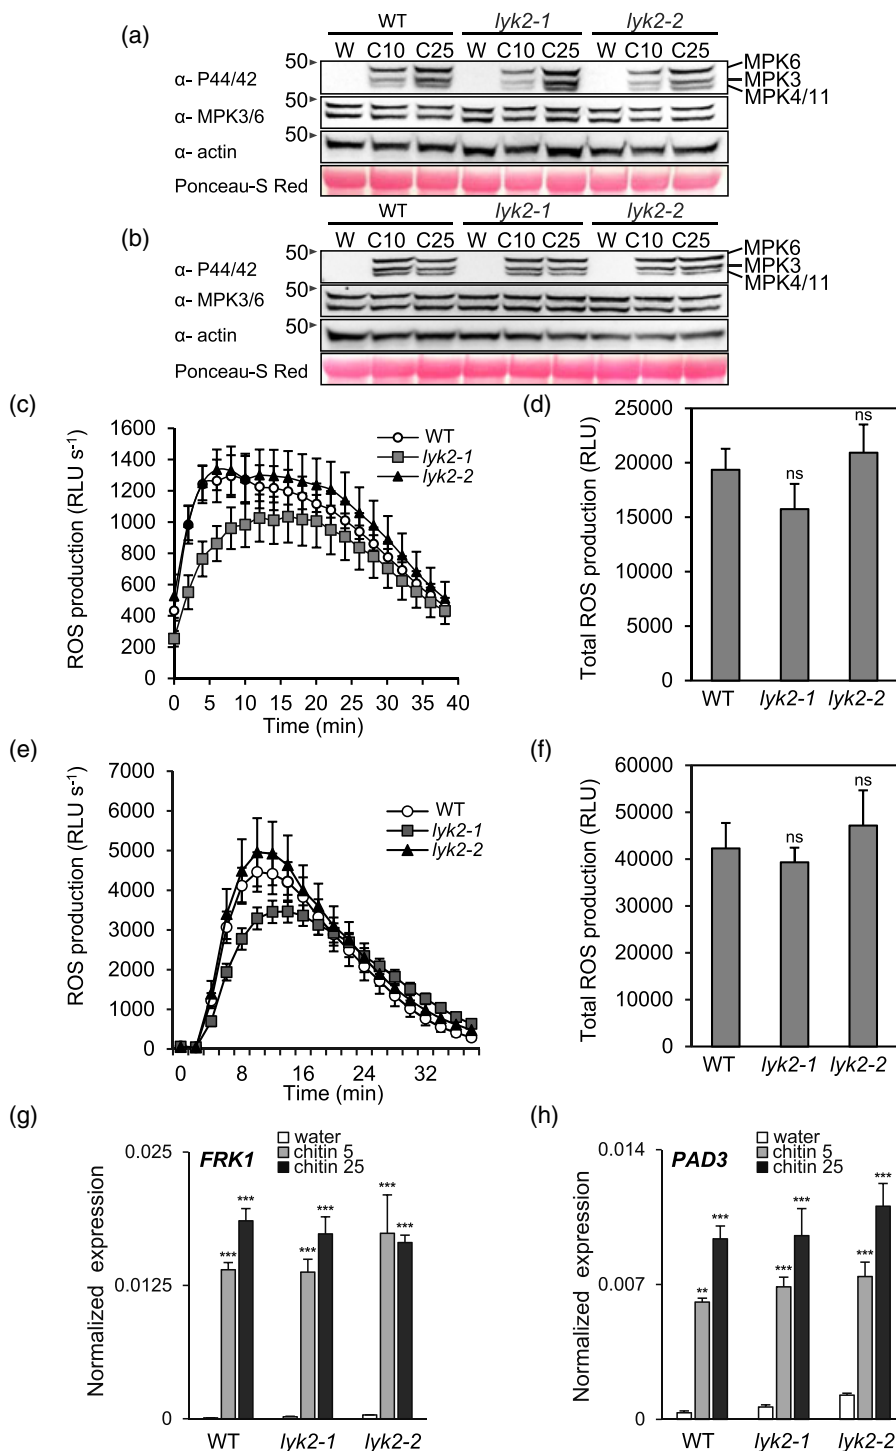 (a)
WT lyk2-1 lyk2-2
W C10 C25 W C10 C25 W C10 C25
50
α- P44/42
MPK6
MPK3
MPK4/11
50
α- MPK3/6
50
α- actin
Ponceau-S Red
WT lyk2-1 lyk2-2
(b)
W C10 C25 W C10 C25 W C10 C25
50
α- P44/42
MPK6
MPK3
MPK4/11
50
α- MPK3/6
50
α- actin
Ponceau-S Red
(c)
ROS production (RLU s-1)
1600
1400
1200
1000
800
600
400
200
0
WT
lyk2-1
lyk2-2
0 5 10 15 20 25 30 35 40
Time (min)
(d)
Total ROS production (RLU)
25000
20000
15000
10000
5000
0
ns
ns
WT lyk2-1 lyk2-2
(e)
ROS production (RLU s-1)
7000
6000
5000
4000
3000
2000
1000
0
WT
lyk2-1
lyk2-2
0 8 16 24 32
Time (min)
(f)
Total ROS production (RLU)
60000
50000
40000
30000
20000
10000
0
ns
ns
WT lyk2-1 lyk2-2
(g)
Normalized expression
0.025
0.0125
0
FRK1
water
chitin 5
chitin 25
*** *** *** *** *** ***
WT lyk2-1 lyk2-2
(h)
Normalized expression
0.014
0.007
0
PAD3
water
chitin 5
chitin 25
** *** *** *** *** ***
WT lyk2-1 lyk2-2